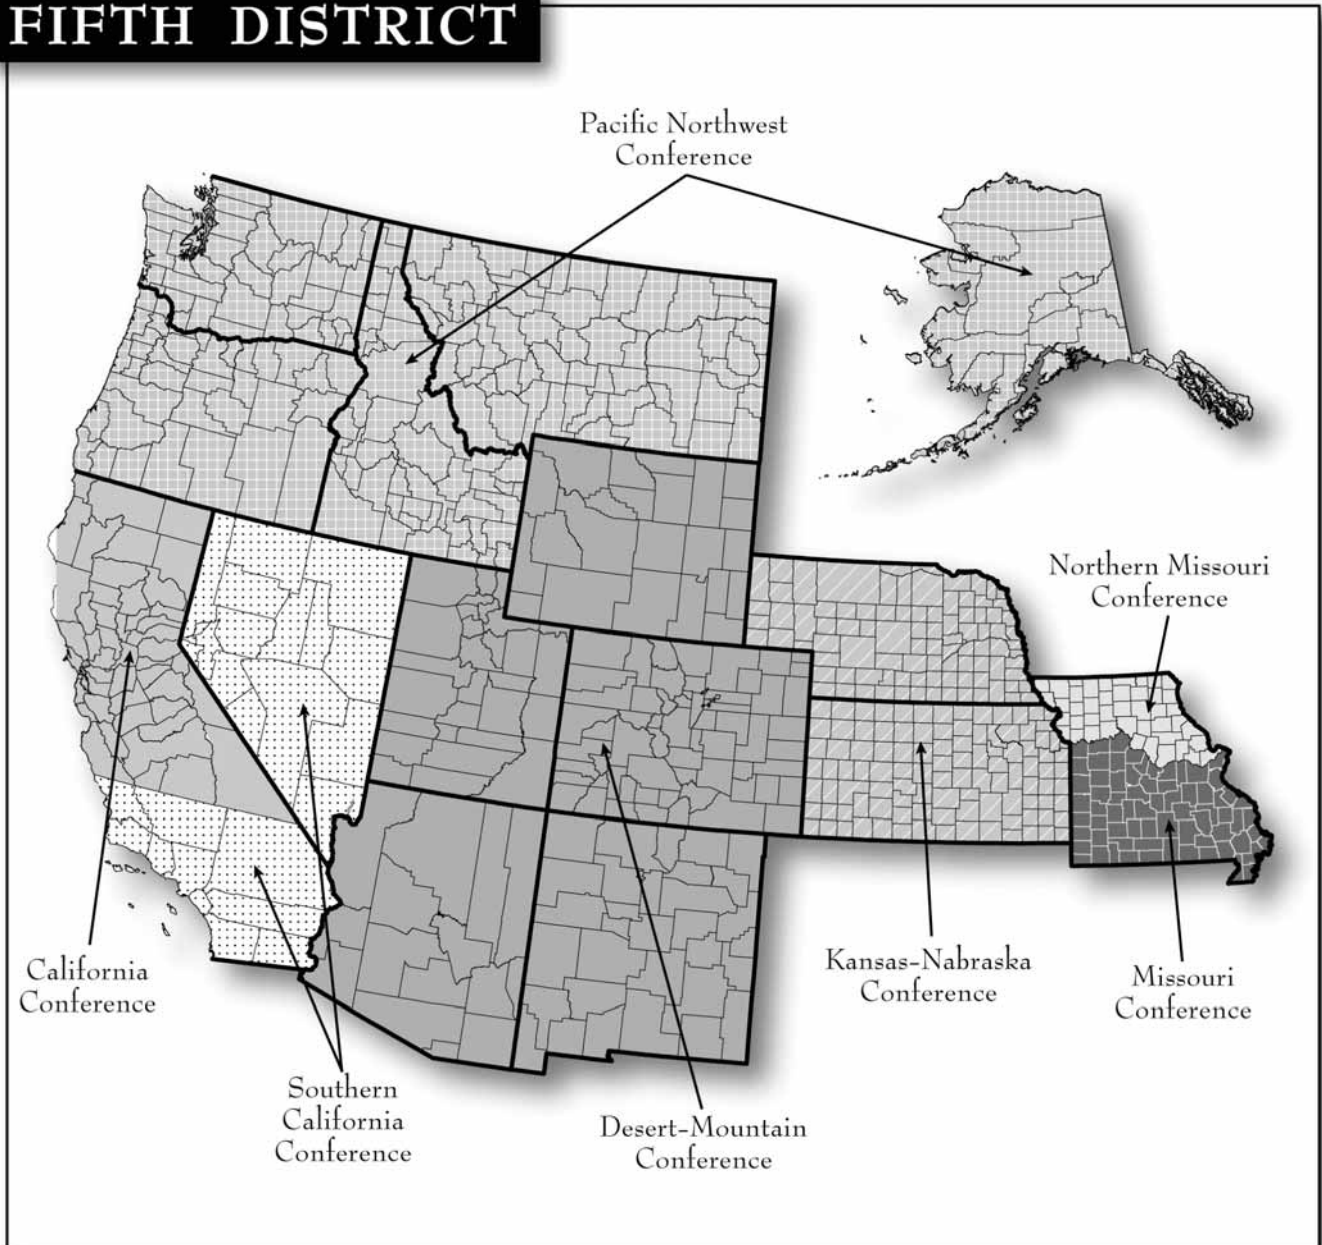 FIFTH DISTRICT
Pacific Northwest
Conference
Northern Missouri
Conference
California
Conference
Kansas-Nabraska
Conference
Missouri
Conference
Southern
California
Conference
Desert-Mountain
Conference